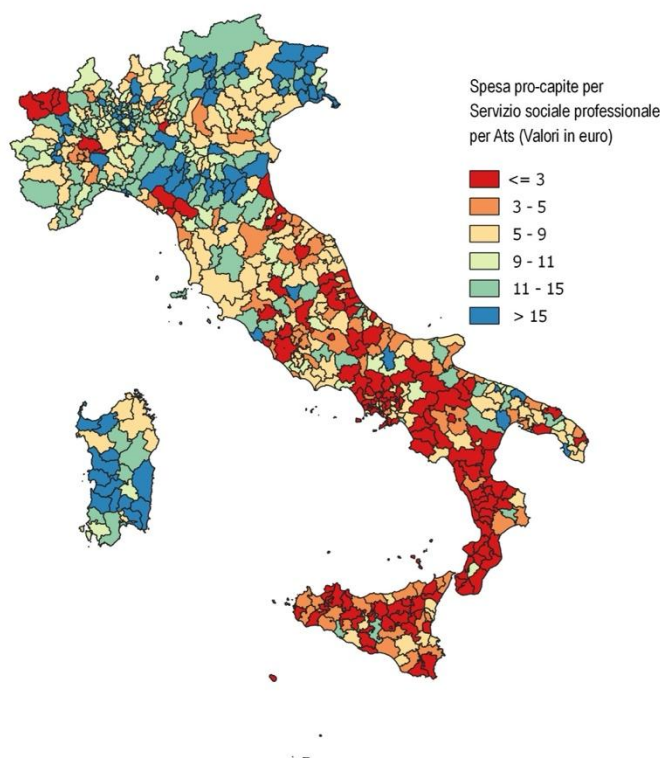 Spesa pro-capite per
Servizio sociale professionale
per Ats (Valori in euro)
<= 3
3 - 5
5 - 9
9 - 11
11 - 15
> 15